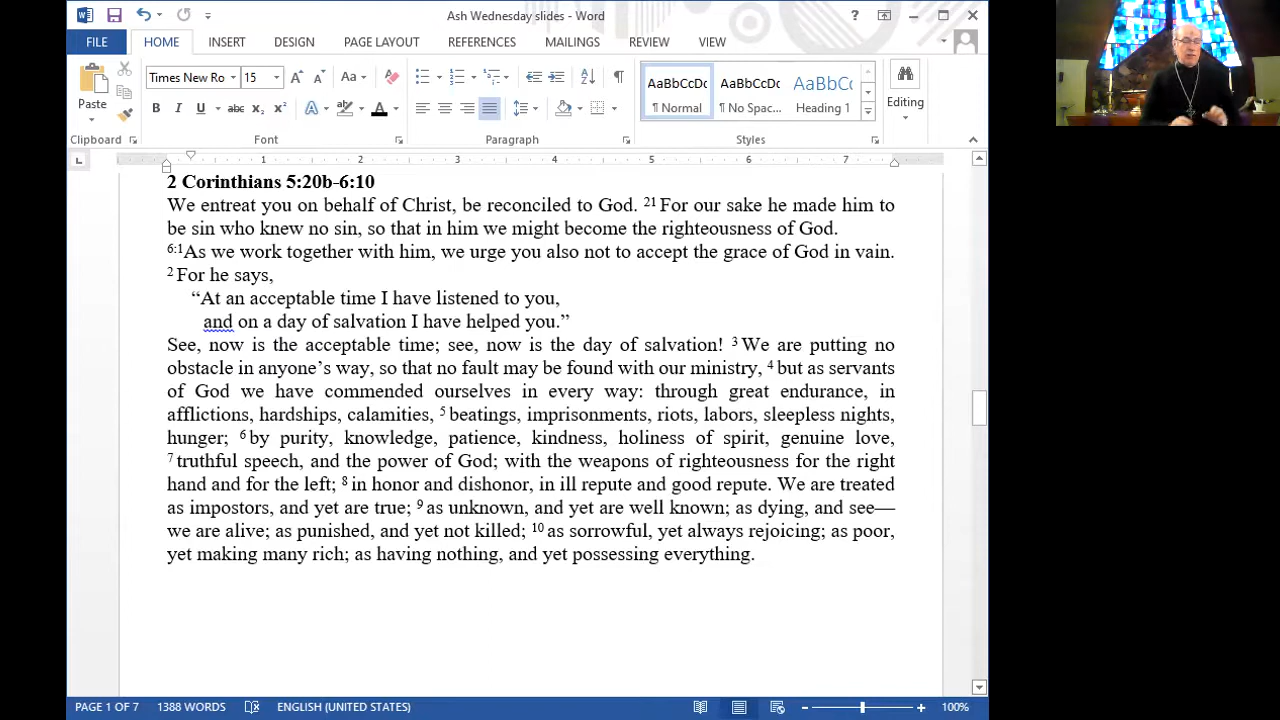 Ash Wednesday slides - Word
FILE HOME INSERT DESIGN PAGE LAYOUT REFERENCES MAILINGS REVIEW VIEW
Times New Ro 15 Aa AaBbCcDc AaBbCcDc AaBbCc
Paste B I U abc x₂ x² A A ¶ Normal ¶ No Spac... Heading 1 Editing
Clipboard Font Paragraph Styles
1 2 3 4 5 6 7
2 Corinthians 5:20b-6:10
We entreat you on behalf of Christ, be reconciled to God. 21 For our sake he made him to
be sin who knew no sin, so that in him we might become the righteousness of God.
6:1 As we work together with him, we urge you also not to accept the grace of God in vain.
2 For he says,
“At an acceptable time I have listened to you,
and on a day of salvation I have helped you.”
See, now is the acceptable time; see, now is the day of salvation! 3 We are putting no
obstacle in anyone’s way, so that no fault may be found with our ministry, 4 but as servants
of God we have commended ourselves in every way: through great endurance, in
afflictions, hardships, calamities, 5 beatings, imprisonments, riots, labors, sleepless nights,
hunger; 6 by purity, knowledge, patience, kindness, holiness of spirit, genuine love,
7 truthful speech, and the power of God; with the weapons of righteousness for the right
hand and for the left; 8 in honor and dishonor, in ill repute and good repute. We are treated
as impostors, and yet are true; 9 as unknown, and yet are well known; as dying, and see—
we are alive; as punished, and yet not killed; 10 as sorrowful, yet always rejoicing; as poor,
yet making many rich; as having nothing, and yet possessing everything.
PAGE 1 OF 7 1388 WORDS ENGLISH (UNITED STATES) 100%